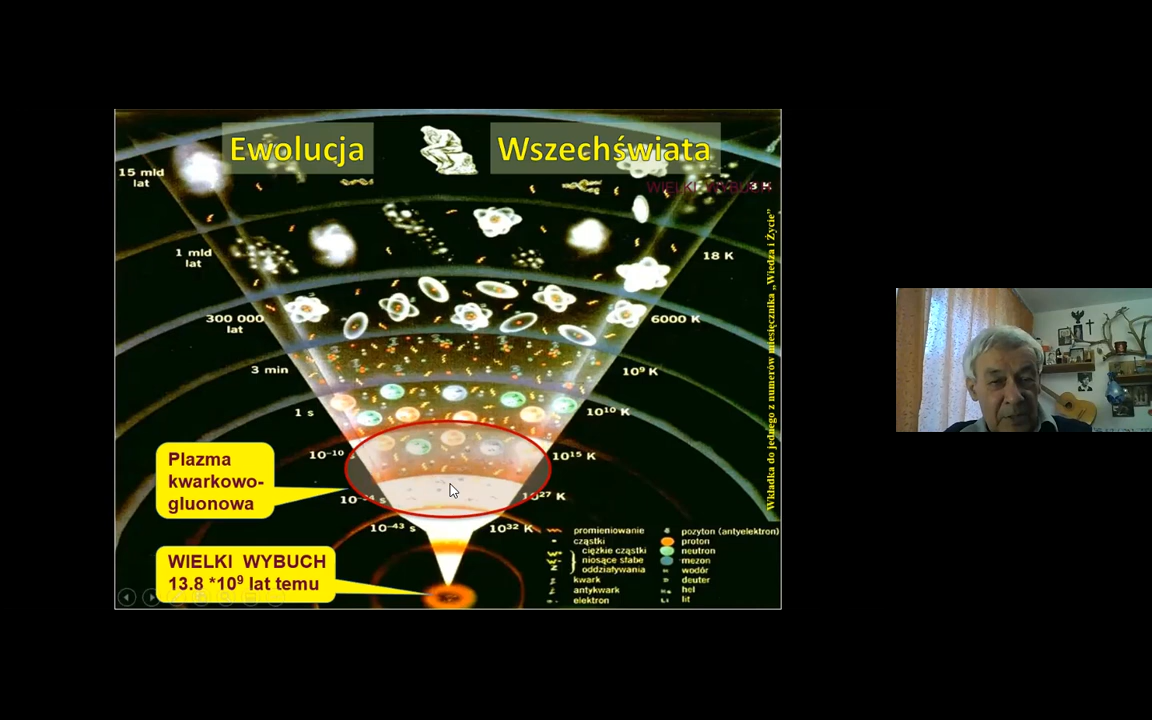 Ewolucja
Wszechświata
15 mld
lat
WIELKI WYBUCH
3 K
1 mld
lat
18 K
300 000
lat
6000 K
3 min
10⁹ K
1 s
10¹⁰ K
10⁻¹⁰
10¹⁵ K
s
10²⁷ K
10⁻⁴³ s
10³² K
Plazma
kwarkowo-
gluonowa
WIELKI WYBUCH
13.8 *10⁹ lat temu
promieniowanie
cząstki
ciężkie cząstki
niosące słabe
oddziaływania
kwark
antykwark
elektron
pozyton (antyelektron)
proton
neutron
mezon
wodór
deuter
hel
lit
Wkładka do jednego z numerów miesięcznika „Wiedza i Życie”